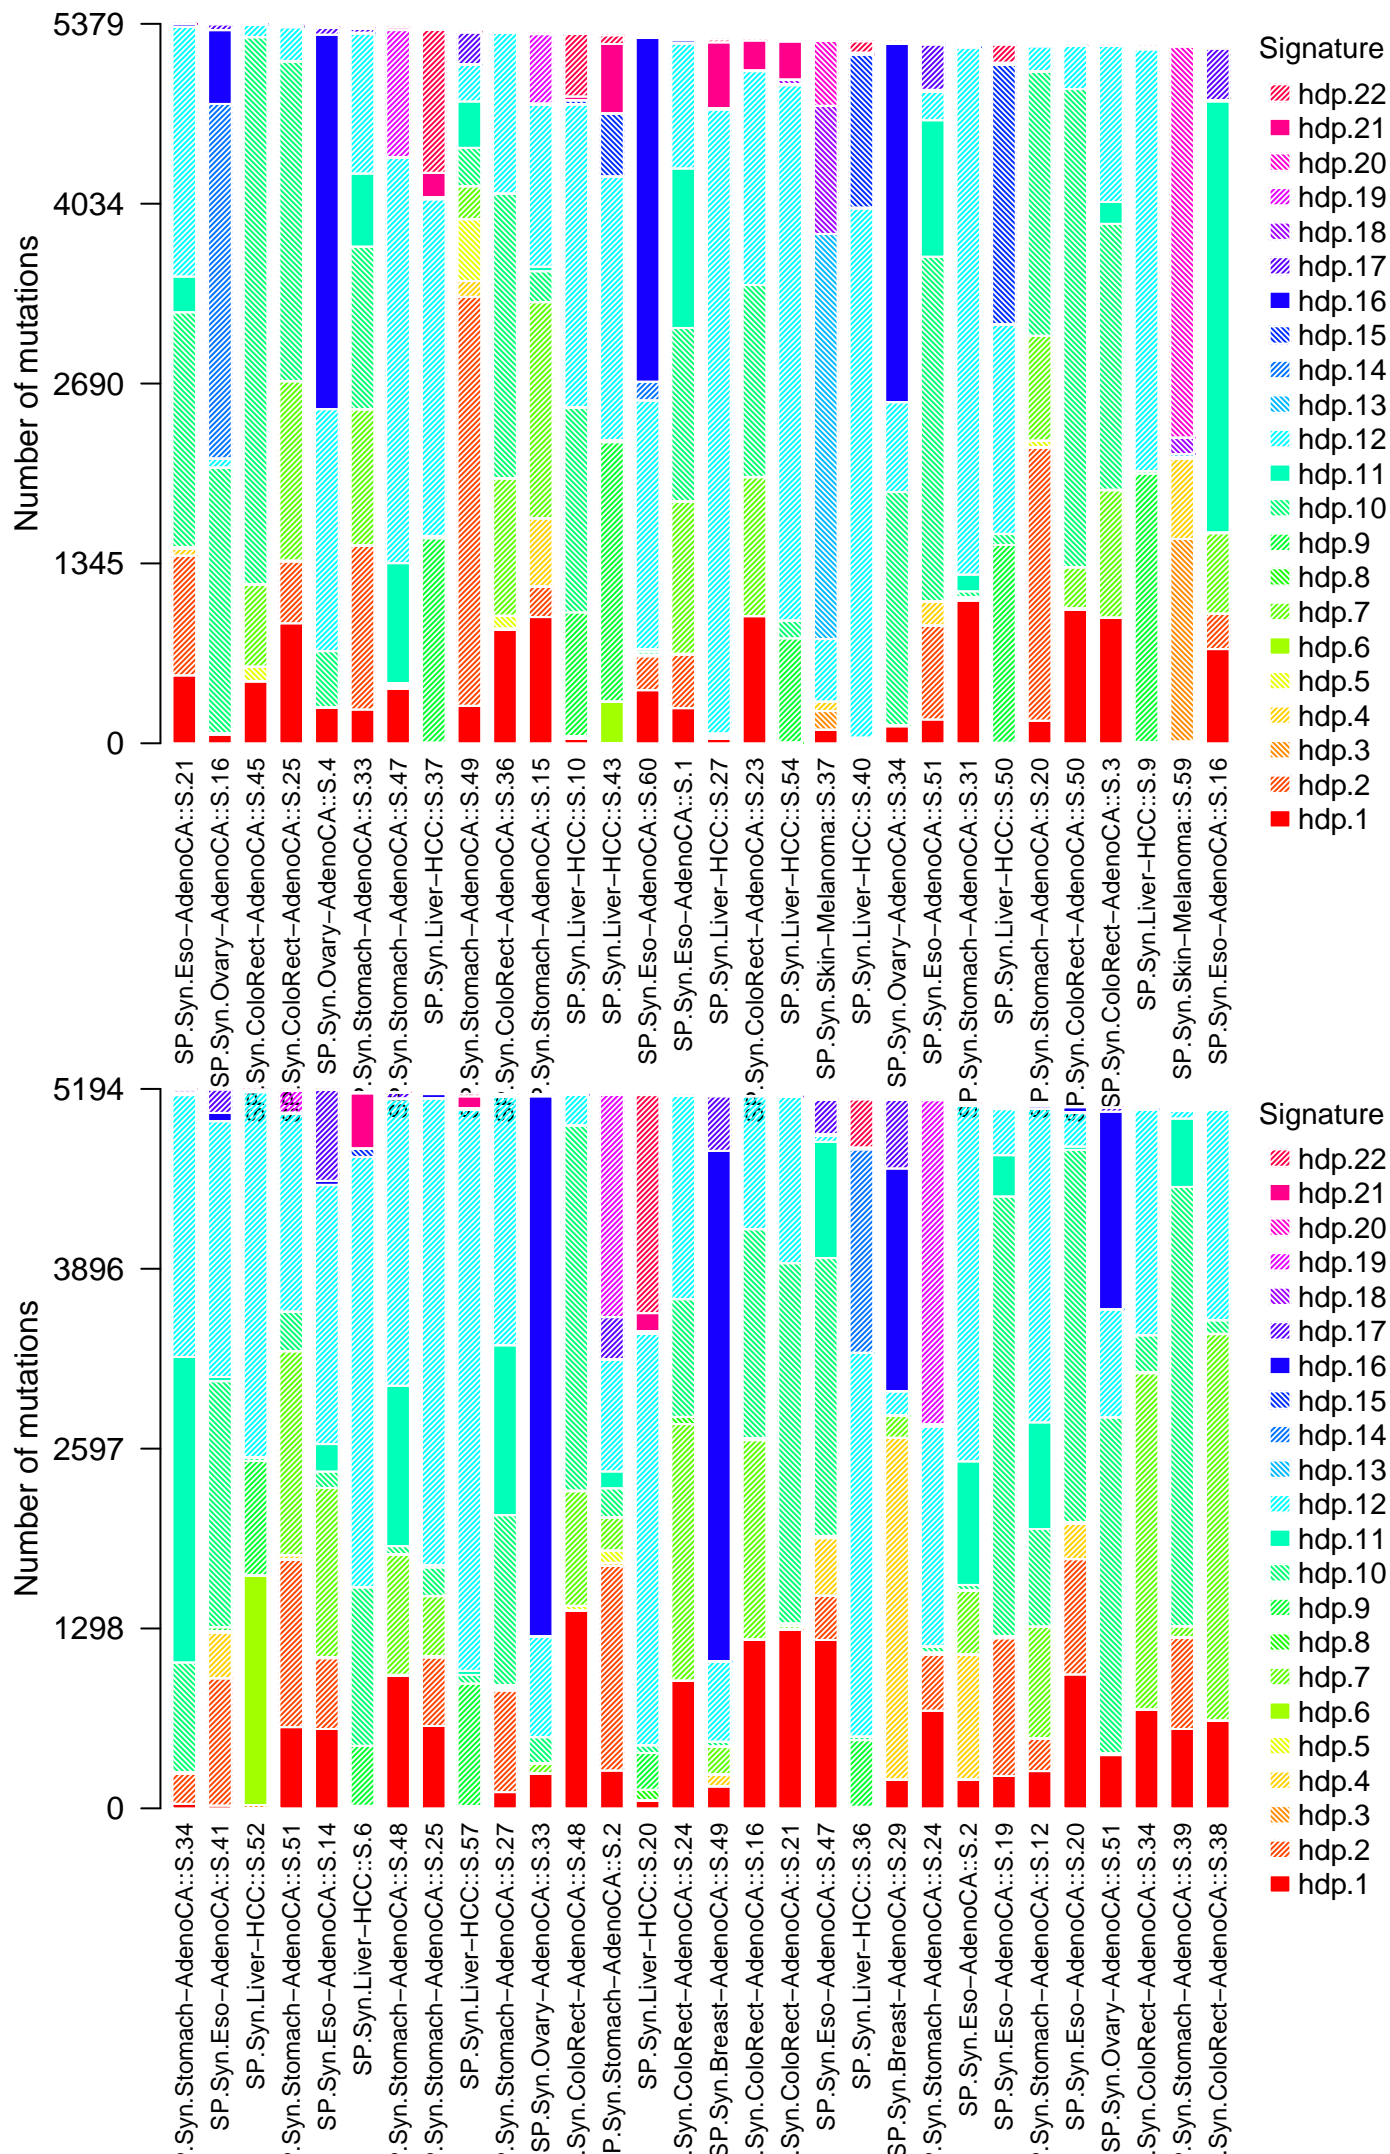 5379
4034
2690
1345
0
Number of mutations
SP.Syn.Eso−AdenoCA::S.21
SP.Syn.Ovary−AdenoCA::S.16
SP.Syn.ColoRect−AdenoCA::S.45
SP.Syn.ColoRect−AdenoCA::S.25
SP.Syn.Ovary−AdenoCA::S.4
SP.Syn.Stomach−AdenoCA::S.33
SP.Syn.Stomach−AdenoCA::S.47
SP.Syn.Liver−HCC::S.37
SP.Syn.Stomach−AdenoCA::S.49
SP.Syn.ColoRect−AdenoCA::S.36
SP.Syn.Stomach−AdenoCA::S.15
SP.Syn.Liver−HCC::S.10
SP.Syn.Liver−HCC::S.43
SP.Syn.Eso−AdenoCA::S.60
SP.Syn.Eso−AdenoCA::S.1
SP.Syn.Liver−HCC::S.27
SP.Syn.ColoRect−AdenoCA::S.23
SP.Syn.Liver−HCC::S.54
SP.Syn.Skin−Melanoma::S.37
SP.Syn.Liver−HCC::S.40
SP.Syn.Ovary−AdenoCA::S.34
SP.Syn.Eso−AdenoCA::S.51
SP.Syn.Stomach−AdenoCA::S.31
SP.Syn.Liver−HCC::S.50
SP.Syn.Stomach−AdenoCA::S.20
SP.Syn.ColoRect−AdenoCA::S.50
SP.Syn.ColoRect−AdenoCA::S.3
SP.Syn.Liver−HCC::S.9
SP.Syn.Skin−Melanoma::S.59
SP.Syn.Eso−AdenoCA::S.16
Signature
hdp.22
hdp.21
hdp.20
hdp.19
hdp.18
hdp.17
hdp.16
hdp.15
hdp.14
hdp.13
hdp.12
hdp.11
hdp.10
hdp.9
hdp.8
hdp.7
hdp.6
hdp.5
hdp.4
hdp.3
hdp.2
hdp.1
5194
3896
2597
1298
0
Number of mutations
P.Syn.Stomach−AdenoCA::S.34
SP.Syn.Eso−AdenoCA::S.41
SP.Syn.Liver−HCC::S.52
P.Syn.Stomach−AdenoCA::S.51
SP.Syn.Eso−AdenoCA::S.14
SP.Syn.Liver−HCC::S.6
P.Syn.Stomach−AdenoCA::S.48
P.Syn.Stomach−AdenoCA::S.25
SP.Syn.Liver−HCC::S.57
P.Syn.Stomach−AdenoCA::S.27
SP.Syn.Ovary−AdenoCA::S.33
.Syn.ColoRect−AdenoCA::S.48
P.Syn.Stomach−AdenoCA::S.2
SP.Syn.Liver−HCC::S.20
.Syn.ColoRect−AdenoCA::S.24
SP.Syn.Breast−AdenoCA::S.49
.Syn.ColoRect−AdenoCA::S.16
.Syn.ColoRect−AdenoCA::S.21
SP.Syn.Eso−AdenoCA::S.47
SP.Syn.Liver−HCC::S.36
SP.Syn.Breast−AdenoCA::S.29
P.Syn.Stomach−AdenoCA::S.24
SP.Syn.Eso−AdenoCA::S.2
SP.Syn.Eso−AdenoCA::S.19
P.Syn.Stomach−AdenoCA::S.12
SP.Syn.Eso−AdenoCA::S.20
SP.Syn.Ovary−AdenoCA::S.51
.Syn.ColoRect−AdenoCA::S.34
P.Syn.Stomach−AdenoCA::S.39
.Syn.ColoRect−AdenoCA::S.38
Signature
hdp.22
hdp.21
hdp.20
hdp.19
hdp.18
hdp.17
hdp.16
hdp.15
hdp.14
hdp.13
hdp.12
hdp.11
hdp.10
hdp.9
hdp.8
hdp.7
hdp.6
hdp.5
hdp.4
hdp.3
hdp.2
hdp.1